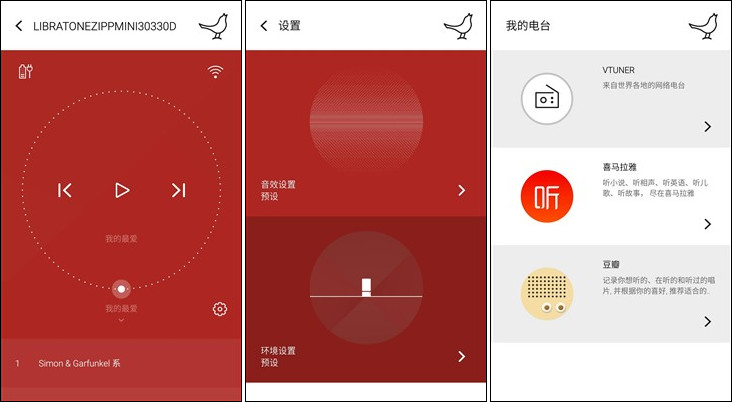 LIBRATONEZIPPMINI30330D
我的最爱
我的最爱
1 Simon & Garfunkel 系
设置
音效设置
预设
环境设置
预设
我的电台
VTUNER
来自世界各地的网络电台
喜马拉雅
听小说、听相声、听英语、听儿
歌、听故事。 尽在喜马拉雅
听
豆瓣
记录你想听的、在听的和听过的唱
片, 并根据你的喜好, 推荐适合的..